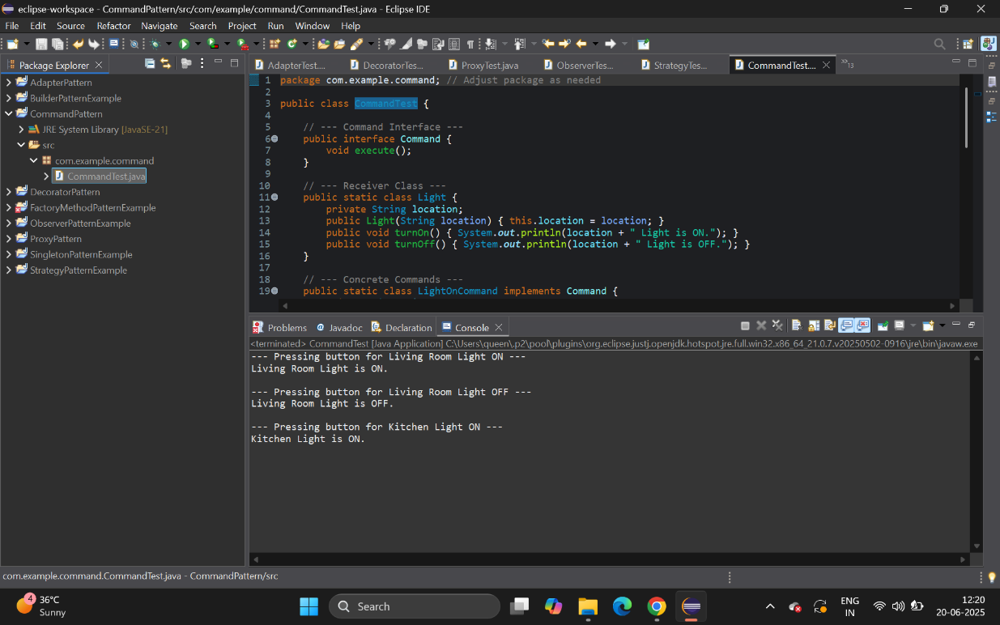 eclipse-workspace - CommandPattern/src/com/example/command/CommandTest.java - Eclipse IDE
File Edit Source Refactor Navigate Search Project Run Window Help
Package Explorer
AdapterPattern
BuilderPatternExample
CommandPattern
JRE System Library [JavaSE-21]
src
com.example.command
CommandTest.java
DecoratorPattern
FactoryMethodPatternExample
ObserverPatternExample
ProxyPattern
SingletonPatternExample
StrategyPatternExample
AdapterTest.... DecoratorTes... ProxyTest.java ObserverTes... StrategyTes... CommandTest.... »13
1 package com.example.command; // Adjust package as needed
2
3 public class CommandTest {
4
5 // --- Command Interface ---
6 public interface Command {
7 void execute();
8 }
9
10 // --- Receiver Class ---
11 public static class Light {
12 private String location;
13 public Light(String location) { this.location = location; }
14 public void turnOn() { System.out.println(location + " Light is ON."); }
15 public void turnOff() { System.out.println(location + " Light is OFF."); }
16 }
17
18 // --- Concrete Commands ---
19 public static class LightOnCommand implements Command {
Problems Javadoc Declaration Console
<terminated> CommandTest [Java Application] C:\Users\queen\.p2\pool\plugins\org.eclipse.justj.openjdk.hotspot.jre.full.win32.x86_64_21.0.7.v20250502-0916\jre\bin\javaw.exe
--- Pressing button for Living Room Light ON ---
Living Room Light is ON.
--- Pressing button for Living Room Light OFF ---
Living Room Light is OFF.
--- Pressing button for Kitchen Light ON ---
Kitchen Light is ON.
com.example.command.CommandTest.java - CommandPattern/src
4
36°C
Sunny
Search
ENG
IN
12:20
20-06-2025